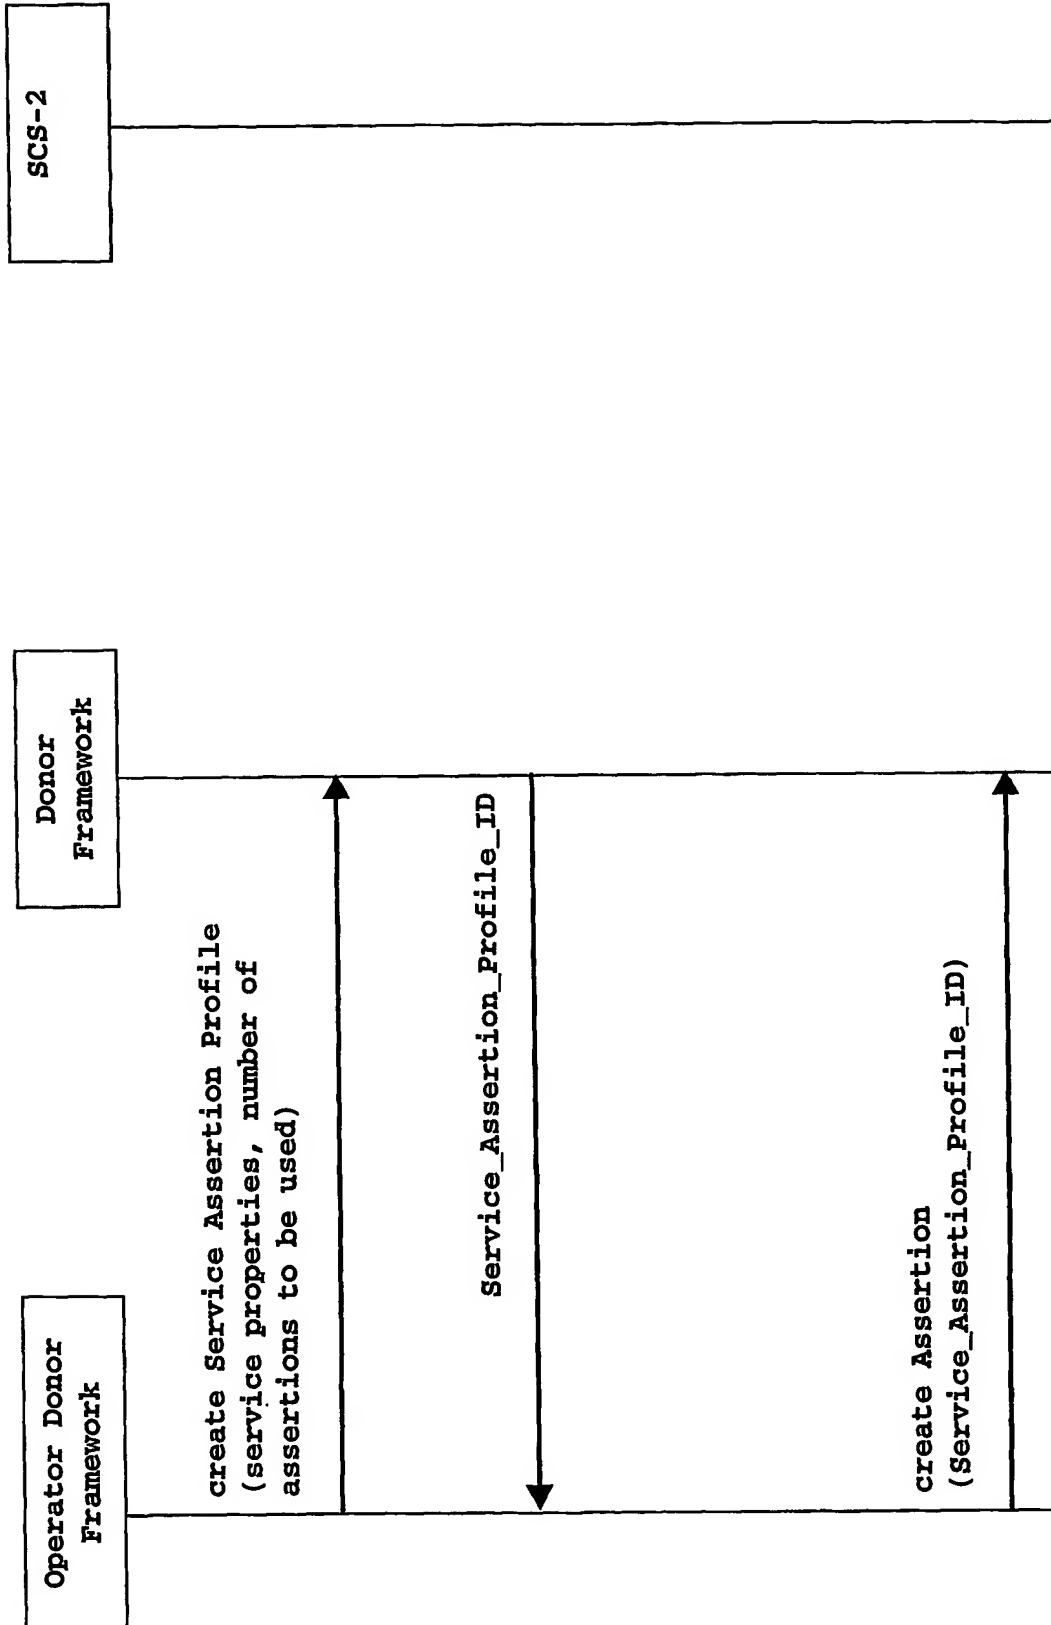 Operator Donor
Framework
Donor
Framework
SCS-2
create Service Assertion Profile
(service properties, number of
assertions to be used)
Service_Assertion_Profile_ID
create Assertion
(Service_Assertion_Profile_ID)